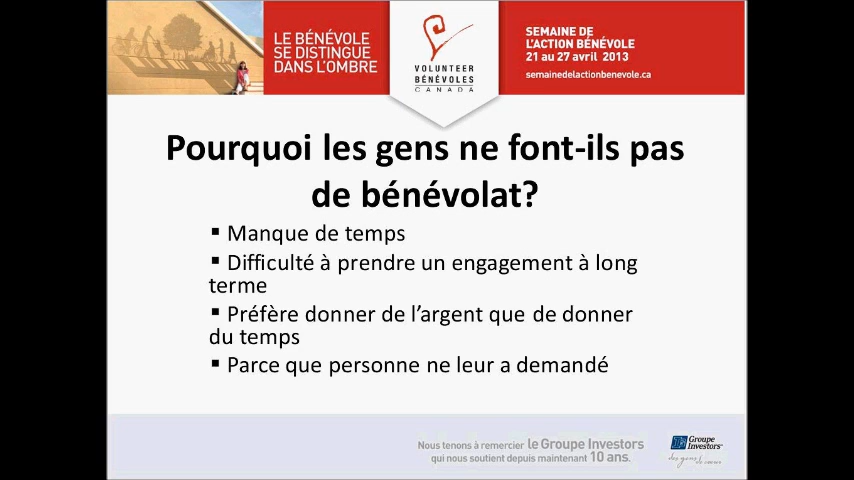 LE BÉNÉVOLE
SE DISTINGUE
DANS L'OMBRE
VOLUNTEER
BÉNÉVOLES
CANADA
SEMAINE DE
L'ACTION BÉNÉVOLE
21 au 27 avril 2013
semainedelactionbenevole.ca
Pourquoi les gens ne font-ils pas
de bénévolat?
▪ Manque de temps
▪ Difficulté à prendre un engagement à long
terme
▪ Préfère donner de l'argent que de donner
du temps
▪ Parce que personne ne leur a demandé
Nous tenons à remercier le Groupe Investors
qui nous soutient depuis maintenant 10 ans.
Groupe
Investors
des gens de